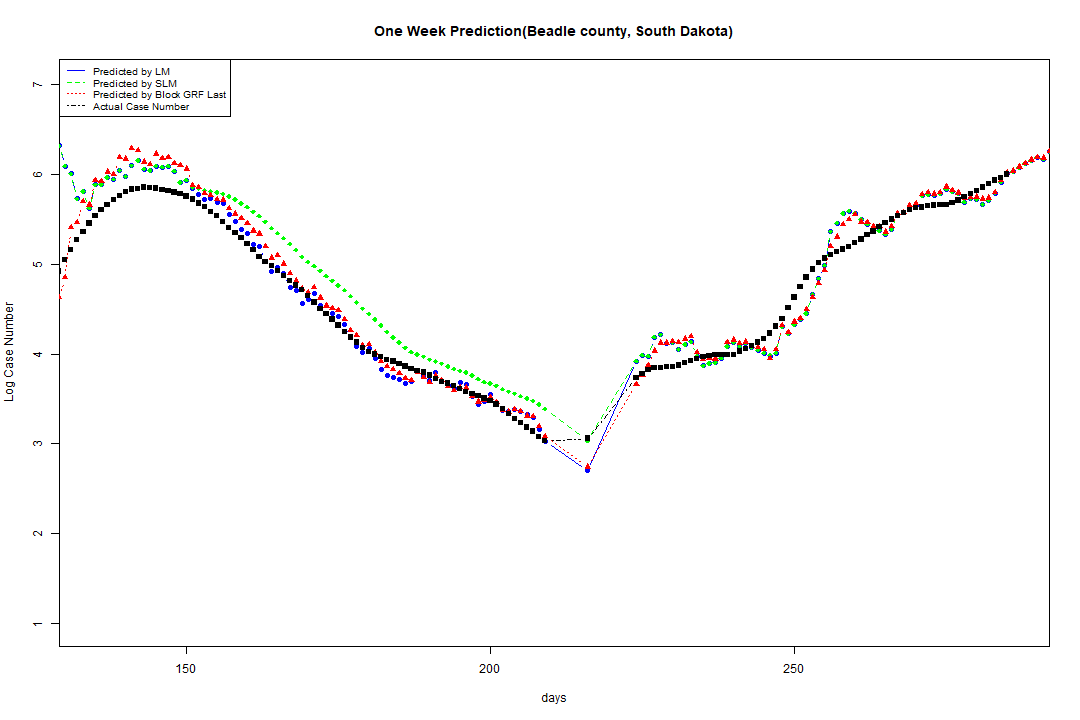 One Week Prediction(Beadle county, South Dakota)
Predicted by LM
Predicted by SLM
Predicted by Block GRF Last
Actual Case Number
7
6
5
4
3
2
1
Log Case Number
150 200 250
days